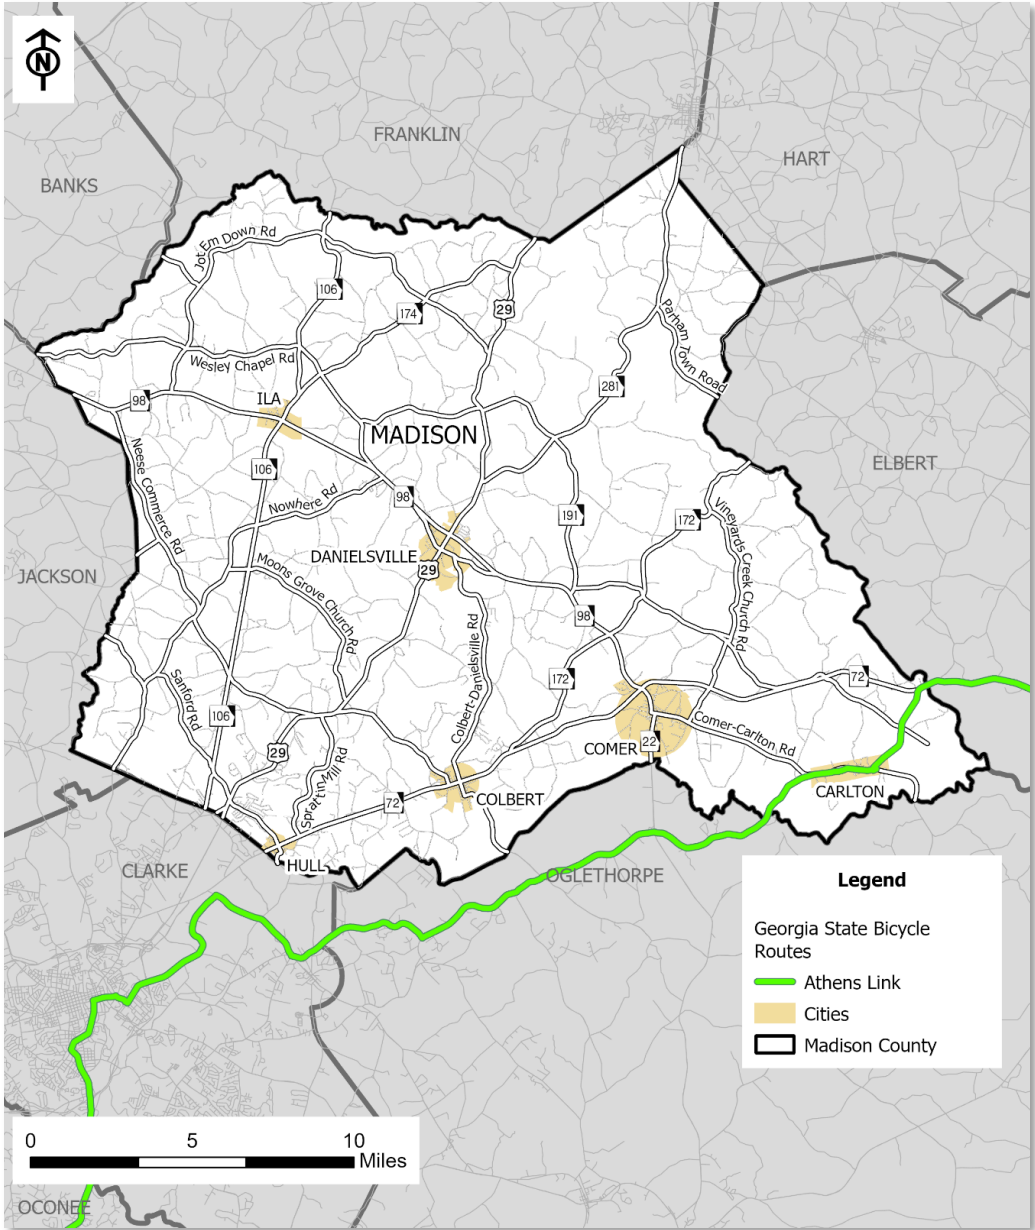 N
FRANKLIN
HART
BANKS
Jot Em Down Rd
106
174
29
Parham Town Road
Wesley Chapel Rd
281
98
ILA
MADISON
Neese Commerce Rd
106
ELBERT
98
Nowhere Rd
191
172
Vineyards Creek Church Rd
DANIELSVILLE
29
Moons Grove Church Rd
JACKSON
98
Colbert-Danielsville Rd
172
72
Sanford Rd
106
Comer-Carlton Rd
29
COMER
22
Spratlin Mill Rd
CARLTON
72
COLBERT
HULL
CLARKE
OGLETHORPE
Legend
Georgia State Bicycle
Routes
Athens Link
Cities
Madison County
0 5 10
Miles
OCONEE